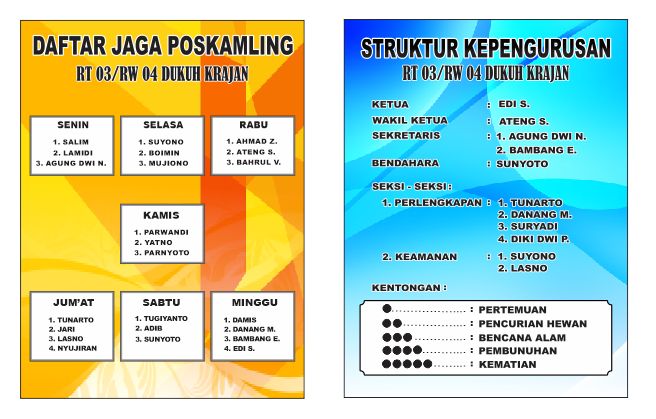 DAFTAR JAGA POSKAMLING
RT 03/RW 04 DUKUH KRAJAN
SENIN
1. SALIM
2. LAMIDI
3. AGUNG DWI N.
SELASA
1. SUYONO
2. BOIMIN
3. MUJIONO
RABU
1. AHMAD Z.
2. ATENG S.
3. BAHRUL V.
KAMIS
1. PARWANDI
2. YATNO
3. PARNYOTO
JUM'AT
1. TUNARTO
2. JARI
3. LASNO
4. NYUJIRAN
SABTU
1. TUGIYANTO
2. ADIB
3. SUNYOTO
MINGGU
1. DAMIS
2. DANANG M.
3. BAMBANG E.
4. EDI S.
STRUKTUR KEPENGURUSAN
RT 03/RW 04 DUKUH KRAJAN
KETUA : EDI S.
WAKIL KETUA : ATENG S.
SEKRETARIS : 1. AGUNG DWI N.
2. BAMBANG E.
BENDAHARA : SUNYOTO
SEKSI - SEKSI :
1. PERLENGKAPAN : 1. TUNARTO
2. DANANG M.
3. SURYADI
4. DIKI DWI P.
2. KEAMANAN : 1. SUYONO
2. LASNO
KENTONGAN :
●.................... : PERTEMUAN
●●................. : PENCURIAN HEWAN
●●●.............. : BENCANA ALAM
●●●●........... : PEMBUNUHAN
●●●●●........ : KEMATIAN